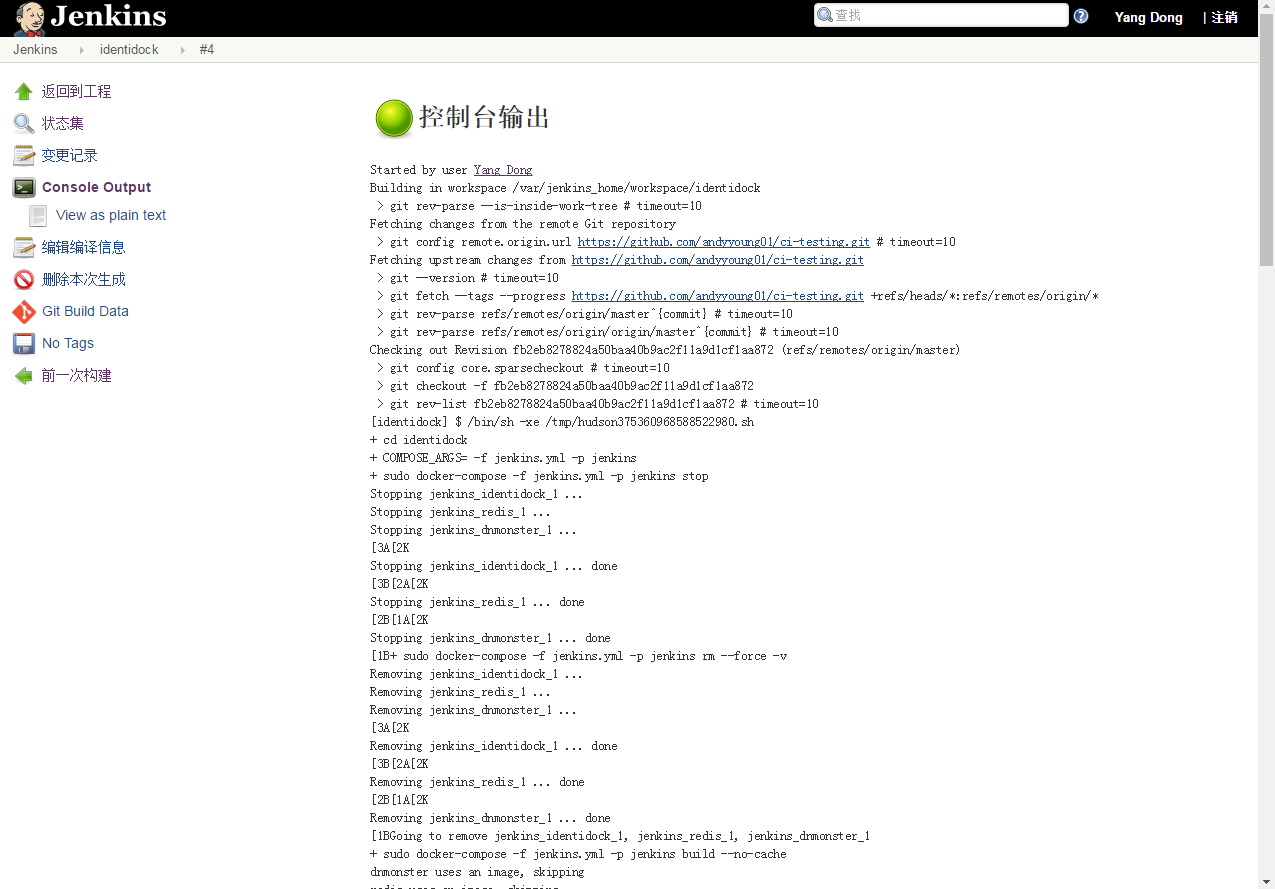 Jenkins
查找
Yang Dong
| 注销
Jenkins
identidock
#4
返回到工程
状态集
变更记录
Console Output
View as plain text
编辑编译信息
删除本次生成
Git Build Data
No Tags
前一次构建
控制台输出
Started by user Yang Dong
Building in workspace /var/jenkins_home/workspace/identidock
> git rev-parse --is-inside-work-tree # timeout=10
Fetching changes from the remote Git repository
> git config remote.origin.url https://github.com/andyyoung01/ci-testing.git # timeout=10
Fetching upstream changes from https://github.com/andyyoung01/ci-testing.git
> git --version # timeout=10
> git fetch --tags --progress https://github.com/andyyoung01/ci-testing.git +refs/heads/*:refs/remotes/origin/*
> git rev-parse refs/remotes/origin/master^{commit} # timeout=10
> git rev-parse refs/remotes/origin/origin/master^{commit} # timeout=10
Checking out Revision fb2eb8278824a50baa40b9ac2f11a9d1cf1aa872 (refs/remotes/origin/master)
> git config core.sparsecheckout # timeout=10
> git checkout -f fb2eb8278824a50baa40b9ac2f11a9d1cf1aa872
> git rev-list fb2eb8278824a50baa40b9ac2f11a9d1cf1aa872 # timeout=10
[identidock] $ /bin/sh -xe /tmp/hudson375360968588522980.sh
+ cd identidock
+ COMPOSE_ARGS= -f jenkins.yml -p jenkins
+ sudo docker-compose -f jenkins.yml -p jenkins stop
Stopping jenkins_identidock_1 ...
Stopping jenkins_redis_1 ...
Stopping jenkins_dnmonster_1 ...
[3A[2K
Stopping jenkins_identidock_1 ... done
[3B[2A[2K
Stopping jenkins_redis_1 ... done
[2B[1A[2K
Stopping jenkins_dnmonster_1 ... done
[1B+ sudo docker-compose -f jenkins.yml -p jenkins rm --force -v
Removing jenkins_identidock_1 ...
Removing jenkins_redis_1 ...
Removing jenkins_dnmonster_1 ...
[3A[2K
Removing jenkins_identidock_1 ... done
[3B[2A[2K
Removing jenkins_redis_1 ... done
[2B[1A[2K
Removing jenkins_dnmonster_1 ... done
[1BGoing to remove jenkins_identidock_1, jenkins_redis_1, jenkins_dnmonster_1
+ sudo docker-compose -f jenkins.yml -p jenkins build --no-cache
dnmonster uses an image, skipping
redis uses an image, skipping